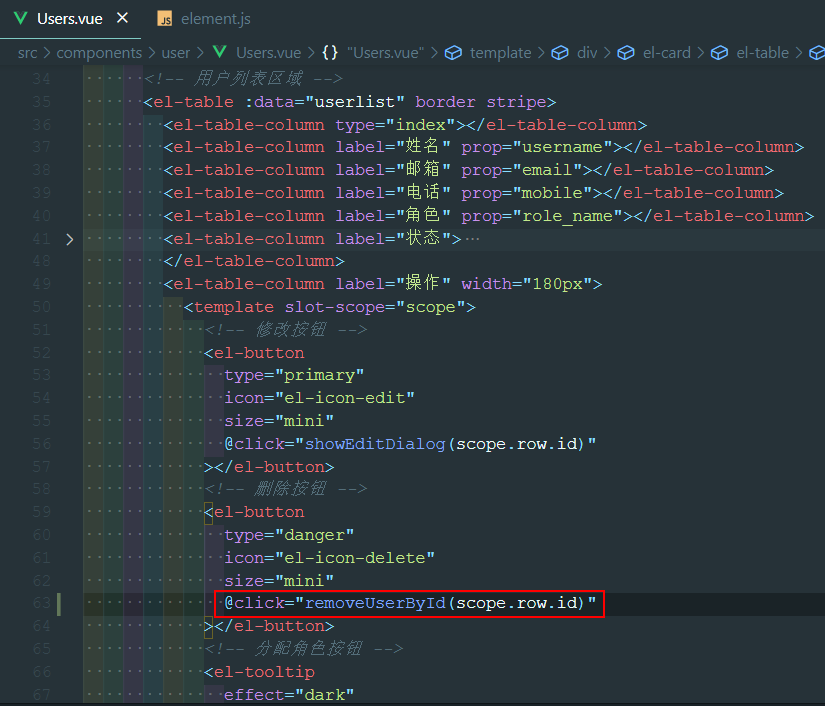 Users.vue element.js
src > components > user > Users.vue > {} "Users.vue" > template > div > el-card > el-table >
34 <!-- 用户列表区域 -->
35 <el-table :data="userlist" border stripe>
36 <el-table-column type="index"></el-table-column>
37 <el-table-column label="姓名" prop="username"></el-table-column>
38 <el-table-column label="邮箱" prop="email"></el-table-column>
39 <el-table-column label="电话" prop="mobile"></el-table-column>
40 <el-table-column label="角色" prop="role_name"></el-table-column>
41 <el-table-column label="状态">…
48 </el-table-column>
49 <el-table-column label="操作" width="180px">
50 <template slot-scope="scope">
51 <!-- 修改按钮 -->
52 <el-button
53 type="primary"
54 icon="el-icon-edit"
55 size="mini"
56 @click="showEditDialog(scope.row.id)"
57 ></el-button>
58 <!-- 删除按钮 -->
59 <el-button
60 type="danger"
61 icon="el-icon-delete"
62 size="mini"
63 @click="removeUserById(scope.row.id)"
64 ></el-button>
65 <!-- 分配角色按钮 -->
66 <el-tooltip
67 effect="dark"